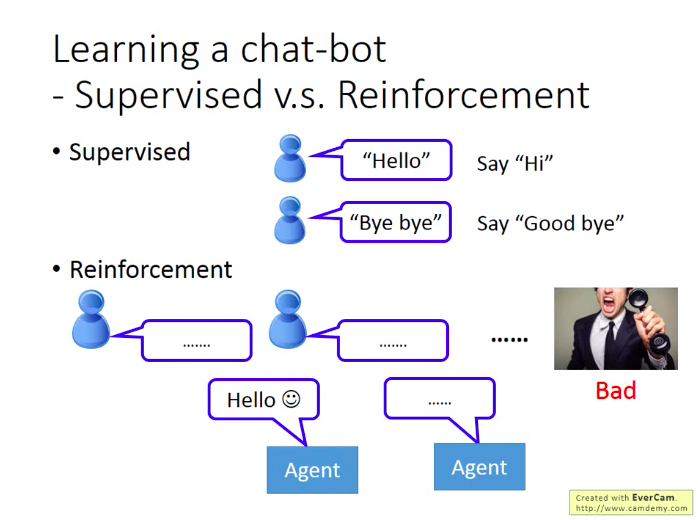 Learning a chat-bot
- Supervised v.s. Reinforcement
• Supervised
“Hello”
Say “Hi”
“Bye bye”
Say “Good bye”
• Reinforcement
.......
.......
......
Bad
Hello ☺
......
Agent
Agent
Created with EverCam.
http://www.camdemy.com